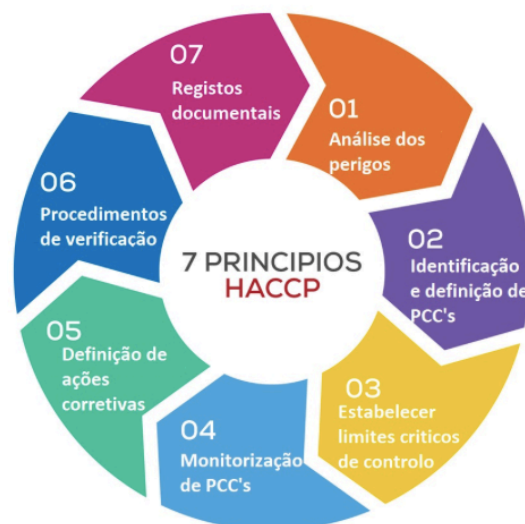 7 PRINCIPIOS
HACCP
01
Análise dos
perigos
02
Identificação
e definição de
PCC's
03
Estabelecer
limites criticos
de controlo
04
Monitorização
de PCC's
05
Definição de
ações
corretivas
06
Procedimentos
de verificação
07
Registos
documentais